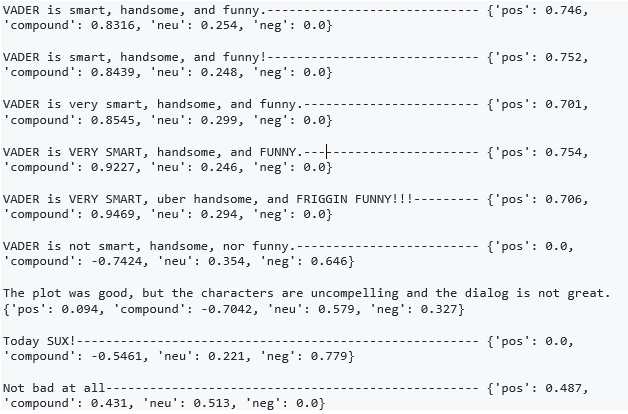 VADER is smart, handsome, and funny.---------------------------- {'pos': 0.746,
'compound': 0.8316, 'neu': 0.254, 'neg': 0.0}
VADER is smart, handsome, and funny!---------------------------- {'pos': 0.752,
'compound': 0.8439, 'neu': 0.248, 'neg': 0.0}
VADER is very smart, handsome, and funny.----------------------- {'pos': 0.701,
'compound': 0.8545, 'neu': 0.299, 'neg': 0.0}
VADER is VERY SMART, handsome, and FUNNY.----------------------- {'pos': 0.754,
'compound': 0.9227, 'neu': 0.246, 'neg': 0.0}
VADER is VERY SMART, uber handsome, and FRIGGIN FUNNY!!!--------- {'pos': 0.706,
'compound': 0.9469, 'neu': 0.294, 'neg': 0.0}
VADER is not smart, handsome, nor funny.------------------------ {'pos': 0.0,
'compound': -0.7424, 'neu': 0.354, 'neg': 0.646}
The plot was good, but the characters are uncompelling and the dialog is not great.
{'pos': 0.094, 'compound': -0.7042, 'neu': 0.579, 'neg': 0.327}
Today SUX!------------------------------------------------------ {'pos': 0.0,
'compound': -0.5461, 'neu': 0.221, 'neg': 0.779}
Not bad at all-------------------------------------------------- {'pos': 0.487,
'compound': 0.431, 'neu': 0.513, 'neg': 0.0}